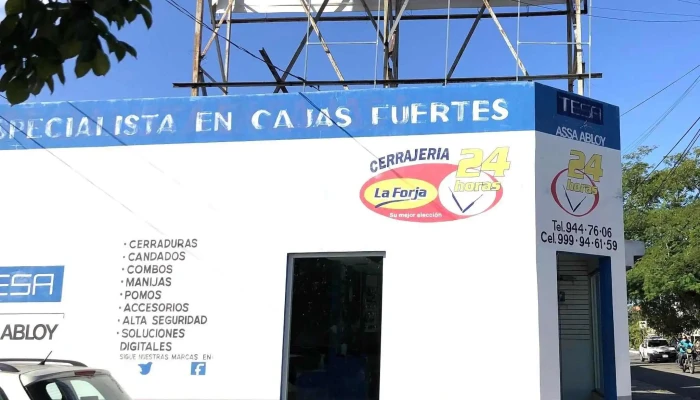 SPECIALISTA EN CAJAS FUERTES
TESA
ASSA ABLOY
CERRAJERIA 24
horas
La Forja
Su mejor elección
24
horas
Tel. 944·76·06
Cel. 999·94·61·59
· CERRADURAS
· CANDADOS
· COMBOS
· MANIJAS
· POMOS
· ACCESORIOS
· ALTA SEGURIDAD
· SOLUCIONES
DIGITALES
SIGUE NUESTRAS MARCAS EN:
ESA
ABLOY